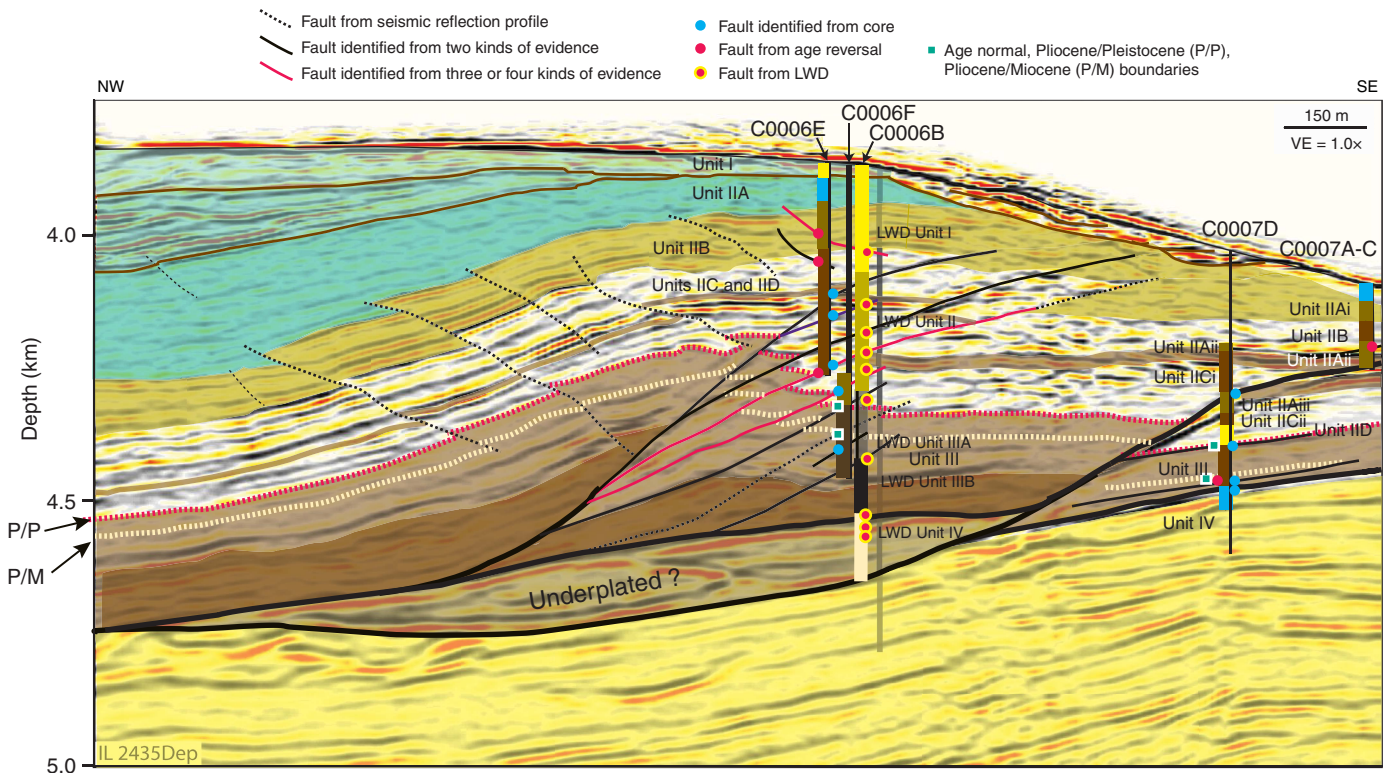 Fault from seismic reflection profile
Fault identified from two kinds of evidence
Fault identified from three or four kinds of evidence
Fault identified from core
Fault from age reversal
Fault from LWD
Age normal, Pliocene/Pleistocene (P/P),
Pliocene/Miocene (P/M) boundaries
NW
SE
150 m
VE = 1.0×
C0006F
C0006E
C0006B
C0007D
C0007A-C
Unit I
Unit IIA
LWD Unit I
Unit IIB
Units IIC and IID
LWD Unit II
Unit IIAi
Unit IIB
Unit IIAii
Unit IIAii
Unit IICi
Unit IIAiii
Unit IICii
Unit IID
LWD Unit IIIA
Unit III
Unit III
LWD Unit IIIB
Unit IV
LWD Unit IV
Underplated ?
4.0
4.5
5.0
Depth (km)
P/P
P/M
IL 2435Dep